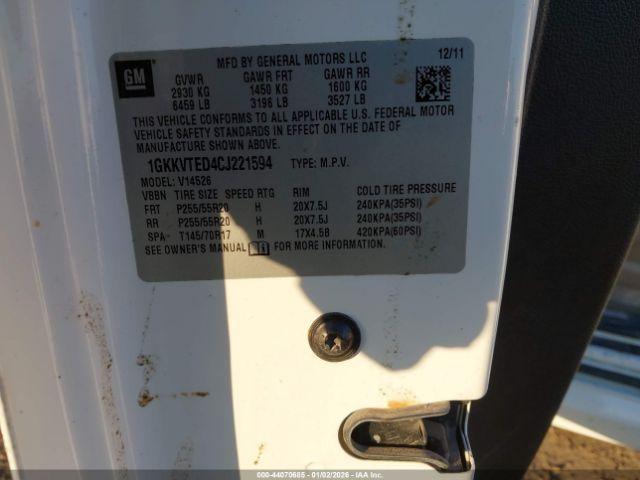 MFD BY GENERAL MOTORS LLC 12/11
GM
GVWR GAWR FRT GAWR RR
2930 KG 1450 KG 1600 KG
6459 LB 3196 LB 3527 LB
THIS VEHICLE CONFORMS TO ALL APPLICABLE U.S. FEDERAL MOTOR
VEHICLE SAFETY STANDARDS IN EFFECT ON THE DATE OF
MANUFACTURE SHOWN ABOVE.
1GKKVTED4CJ221594 TYPE: M.P.V.
MODEL: V14526
VBBN TIRE SIZE SPEED RTG RIM COLD TIRE PRESSURE
FRT P255/55R20 H 20X7.5J 240KPA(35PSI)
RR P255/55R20 H 20X7.5J 240KPA(35PSI)
SPA T145/70R17 M 17X4.5B 420KPA(60PSI)
SEE OWNER'S MANUAL FOR MORE INFORMATION.
© 44070685 - 01/02/2026 - IAA Inc.